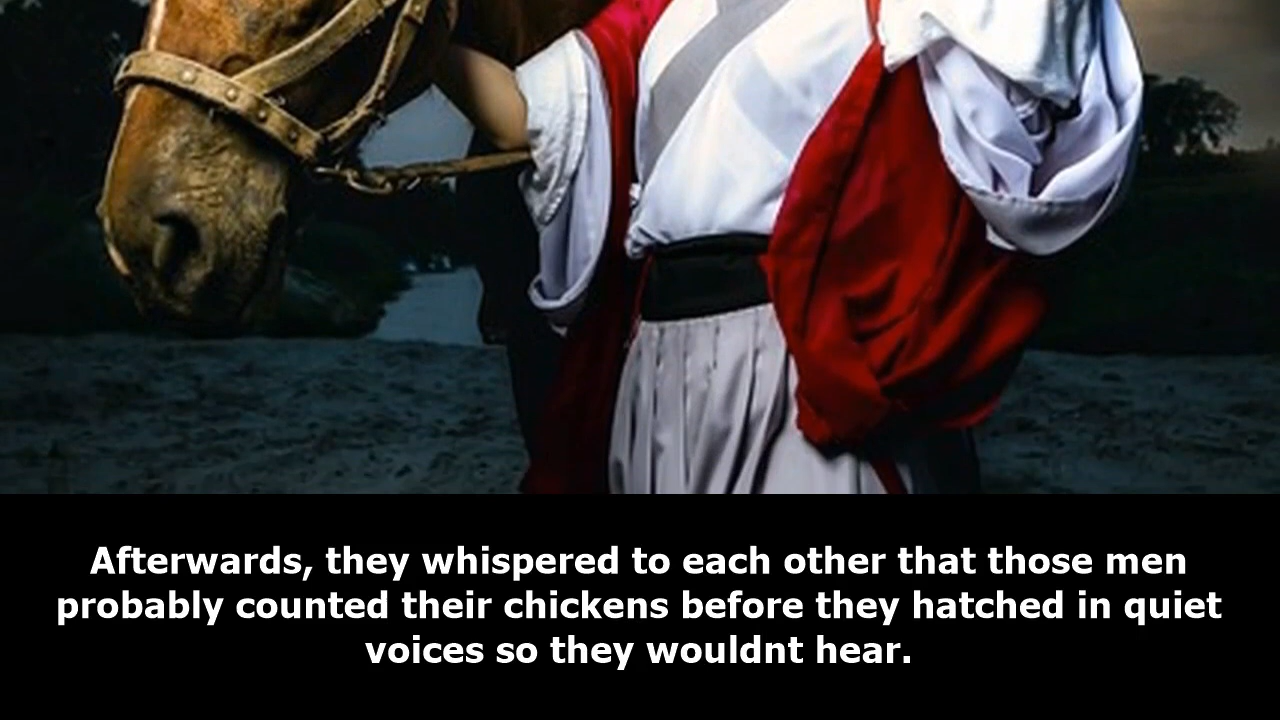 Afterwards, they whispered to each other that those men
probably counted their chickens before they hatched in quiet
voices so they wouldnt hear.